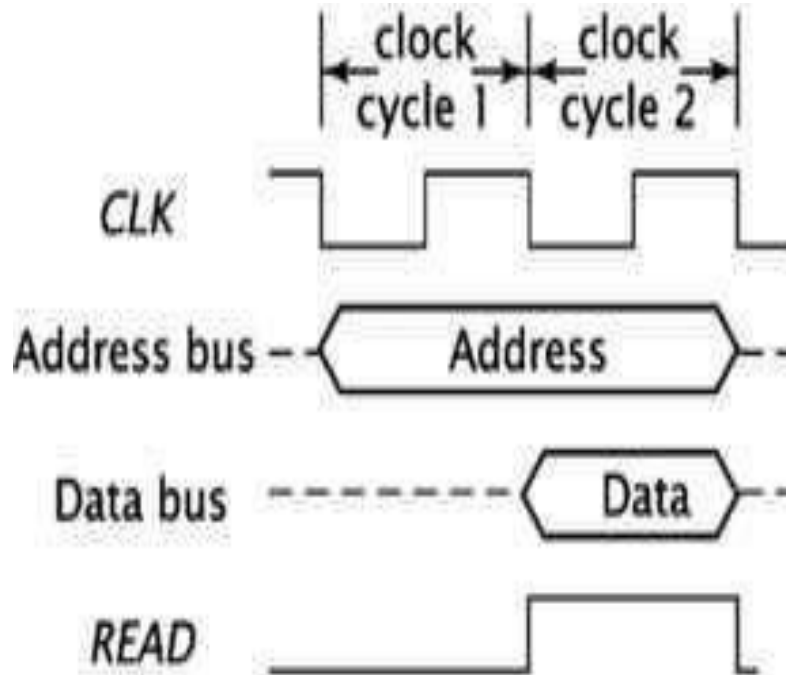 clock clock
cycle 1 cycle 2
CLK
Address bus Address
Data bus Data
READ